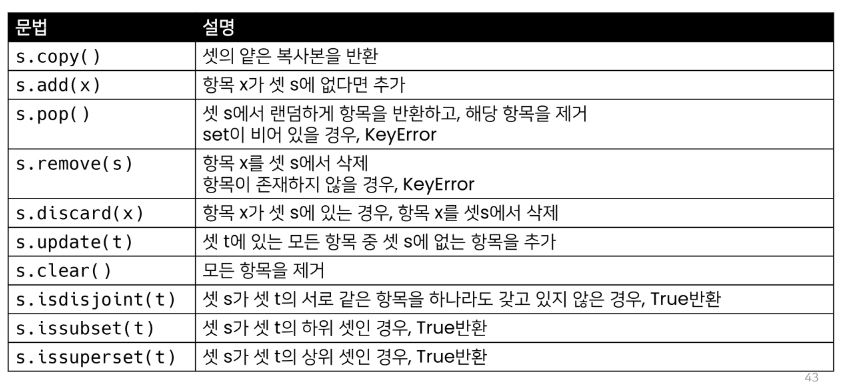 문법 설명
s.copy() 셋의 얕은 복사본을 반환
s.add(x) 항목 x가 셋 s에 없다면 추가
s.pop() 셋 s에서 랜덤하게 항목을 반환하고, 해당 항목을 제거
set이 비어 있을 경우, KeyError
s.remove(s) 항목 x를 셋 s에서 삭제
항목이 존재하지 않을 경우, KeyError
s.discard(x) 항목 x가 셋 s에 있는 경우, 항목 x를 셋s에서 삭제
s.update(t) 셋 t에 있는 모든 항목 중 셋 s에 없는 항목을 추가
s.clear() 모든 항목을 제거
s.isdisjoint(t) 셋 s가 셋 t의 서로 같은 항목을 하나라도 갖고 있지 않은 경우, True반환
s.issubset(t) 셋 s가 셋 t의 하위 셋인 경우, True반환
s.issuperset(t) 셋 s가 셋 t의 상위 셋인 경우, True반환
43